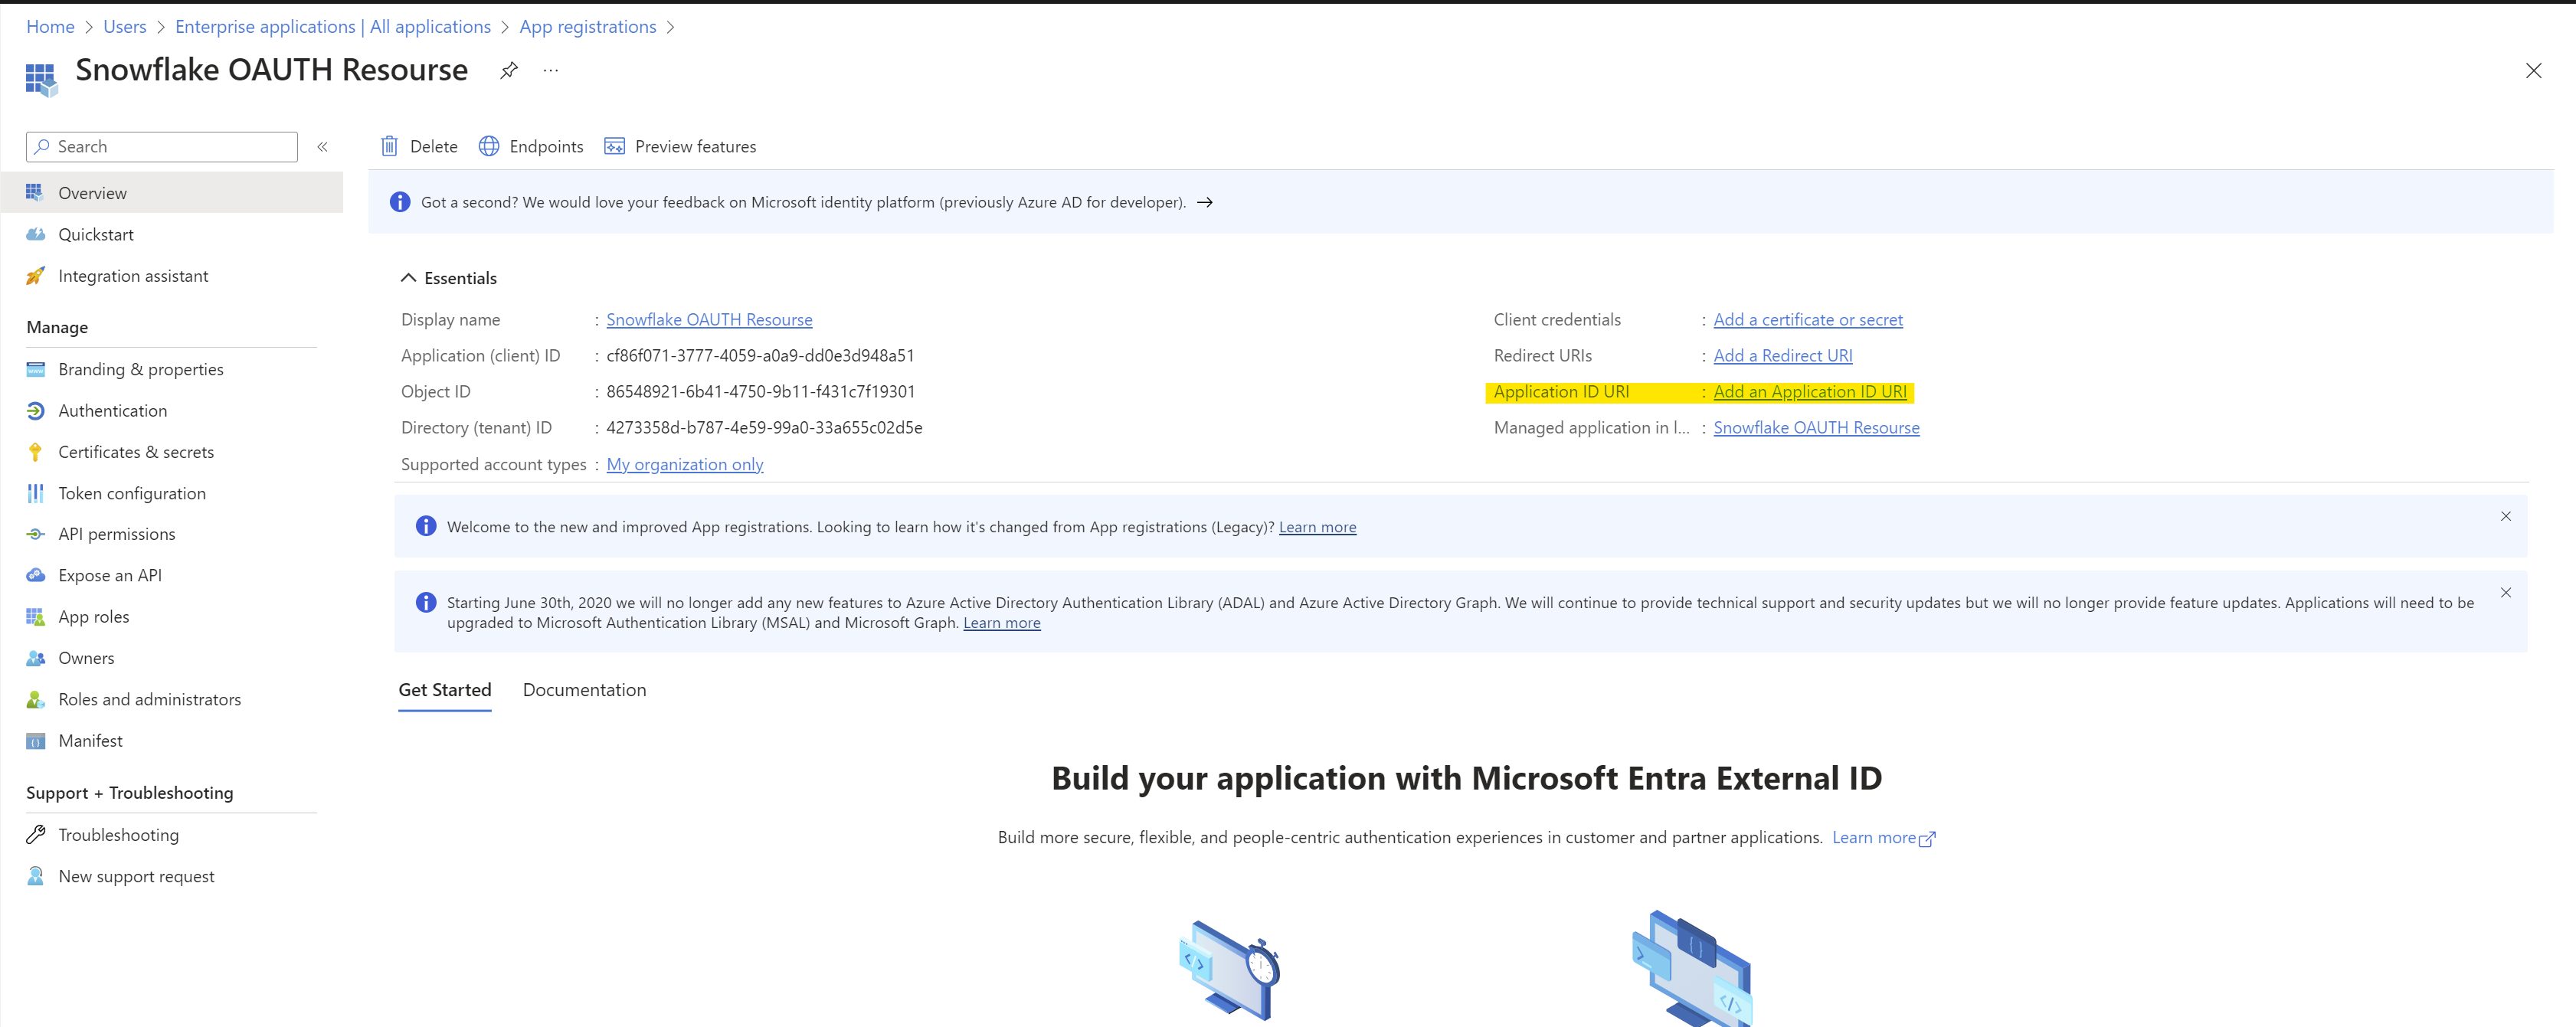 Home > Users > Enterprise applications | All applications > App registrations >
Snowflake OAUTH Resourse
Search
Overview
Quickstart
Integration assistant
Manage
Branding & properties
Authentication
Certificates & secrets
Token configuration
API permissions
Expose an API
App roles
Owners
Roles and administrators
Manifest
Support + Troubleshooting
Troubleshooting
New support request
Delete Endpoints Preview features
Got a second? We would love your feedback on Microsoft identity platform (previously Azure AD for developer). →
Essentials
Display name : Snowflake OAUTH Resourse
Application (client) ID : cf86f071-3777-4059-a0a9-dd0e3d948a51
Object ID : 86548921-6b41-4750-9b11-f431c7f19301
Directory (tenant) ID : 4273358d-b787-4e59-99a0-33a655c02d5e
Supported account types : My organization only
Client credentials : Add a certificate or secret
Redirect URIs : Add a Redirect URI
Application ID URI : Add an Application ID URI
Managed application in l... : Snowflake OAUTH Resourse
Welcome to the new and improved App registrations. Looking to learn how it's changed from App registrations (Legacy)? Learn more
Starting June 30th, 2020 we will no longer add any new features to Azure Active Directory Authentication Library (ADAL) and Azure Active Directory Graph. We will continue to provide technical support and security updates but we will no longer provide feature updates. Applications will need to be
upgraded to Microsoft Authentication Library (MSAL) and Microsoft Graph. Learn more
Get Started Documentation
Build your application with Microsoft Entra External ID
Build more secure, flexible, and people-centric authentication experiences in customer and partner applications. Learn more